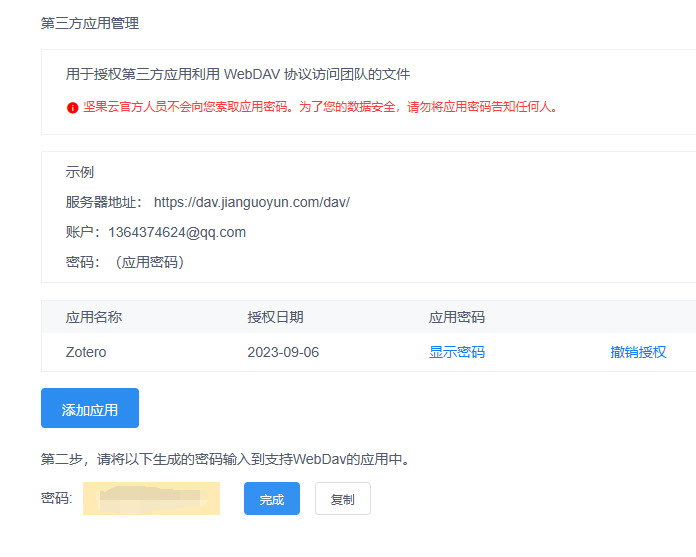 第三方应用管理
用于授权第三方应用利用 WebDAV 协议访问团队的文件
坚果云官方人员不会向您索取应用密码。为了您的数据安全，请勿将应用密码告知任何人。
示例
服务器地址： https://dav.jianguoyun.com/dav/
账户：1364374624@qq.com
密码：（应用密码）
应用名称 授权日期 应用密码
Zotero 2023-09-06 显示密码 撤销授权
添加应用
第二步，请将以下生成的密码输入到支持WebDav的应用中。
密码: 完成 复制